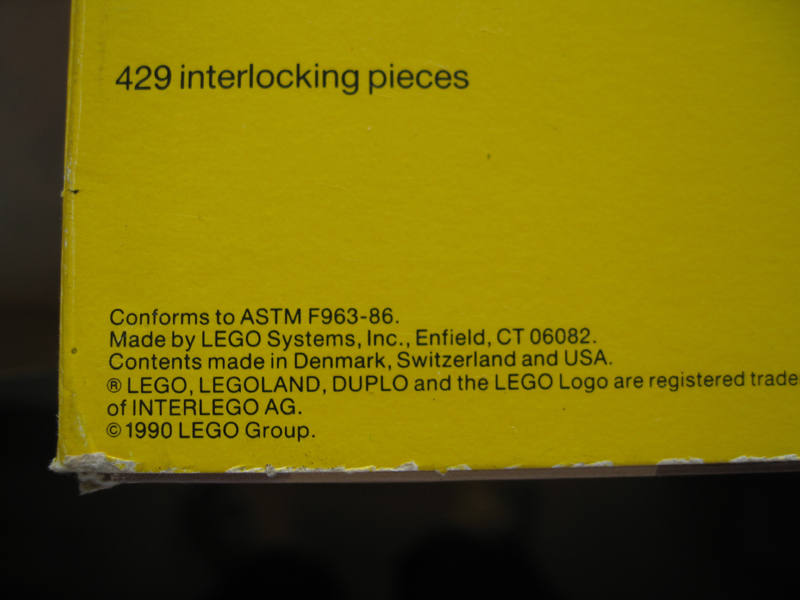 429 interlocking pieces
Conforms to ASTM F963-86.
Made by LEGO Systems, Inc., Enfield, CT 06082.
Contents made in Denmark, Switzerland and USA.
® LEGO, LEGOLAND, DUPLO and the LEGO Logo are registered trade
of INTERLEGO AG.
© 1990 LEGO Group.